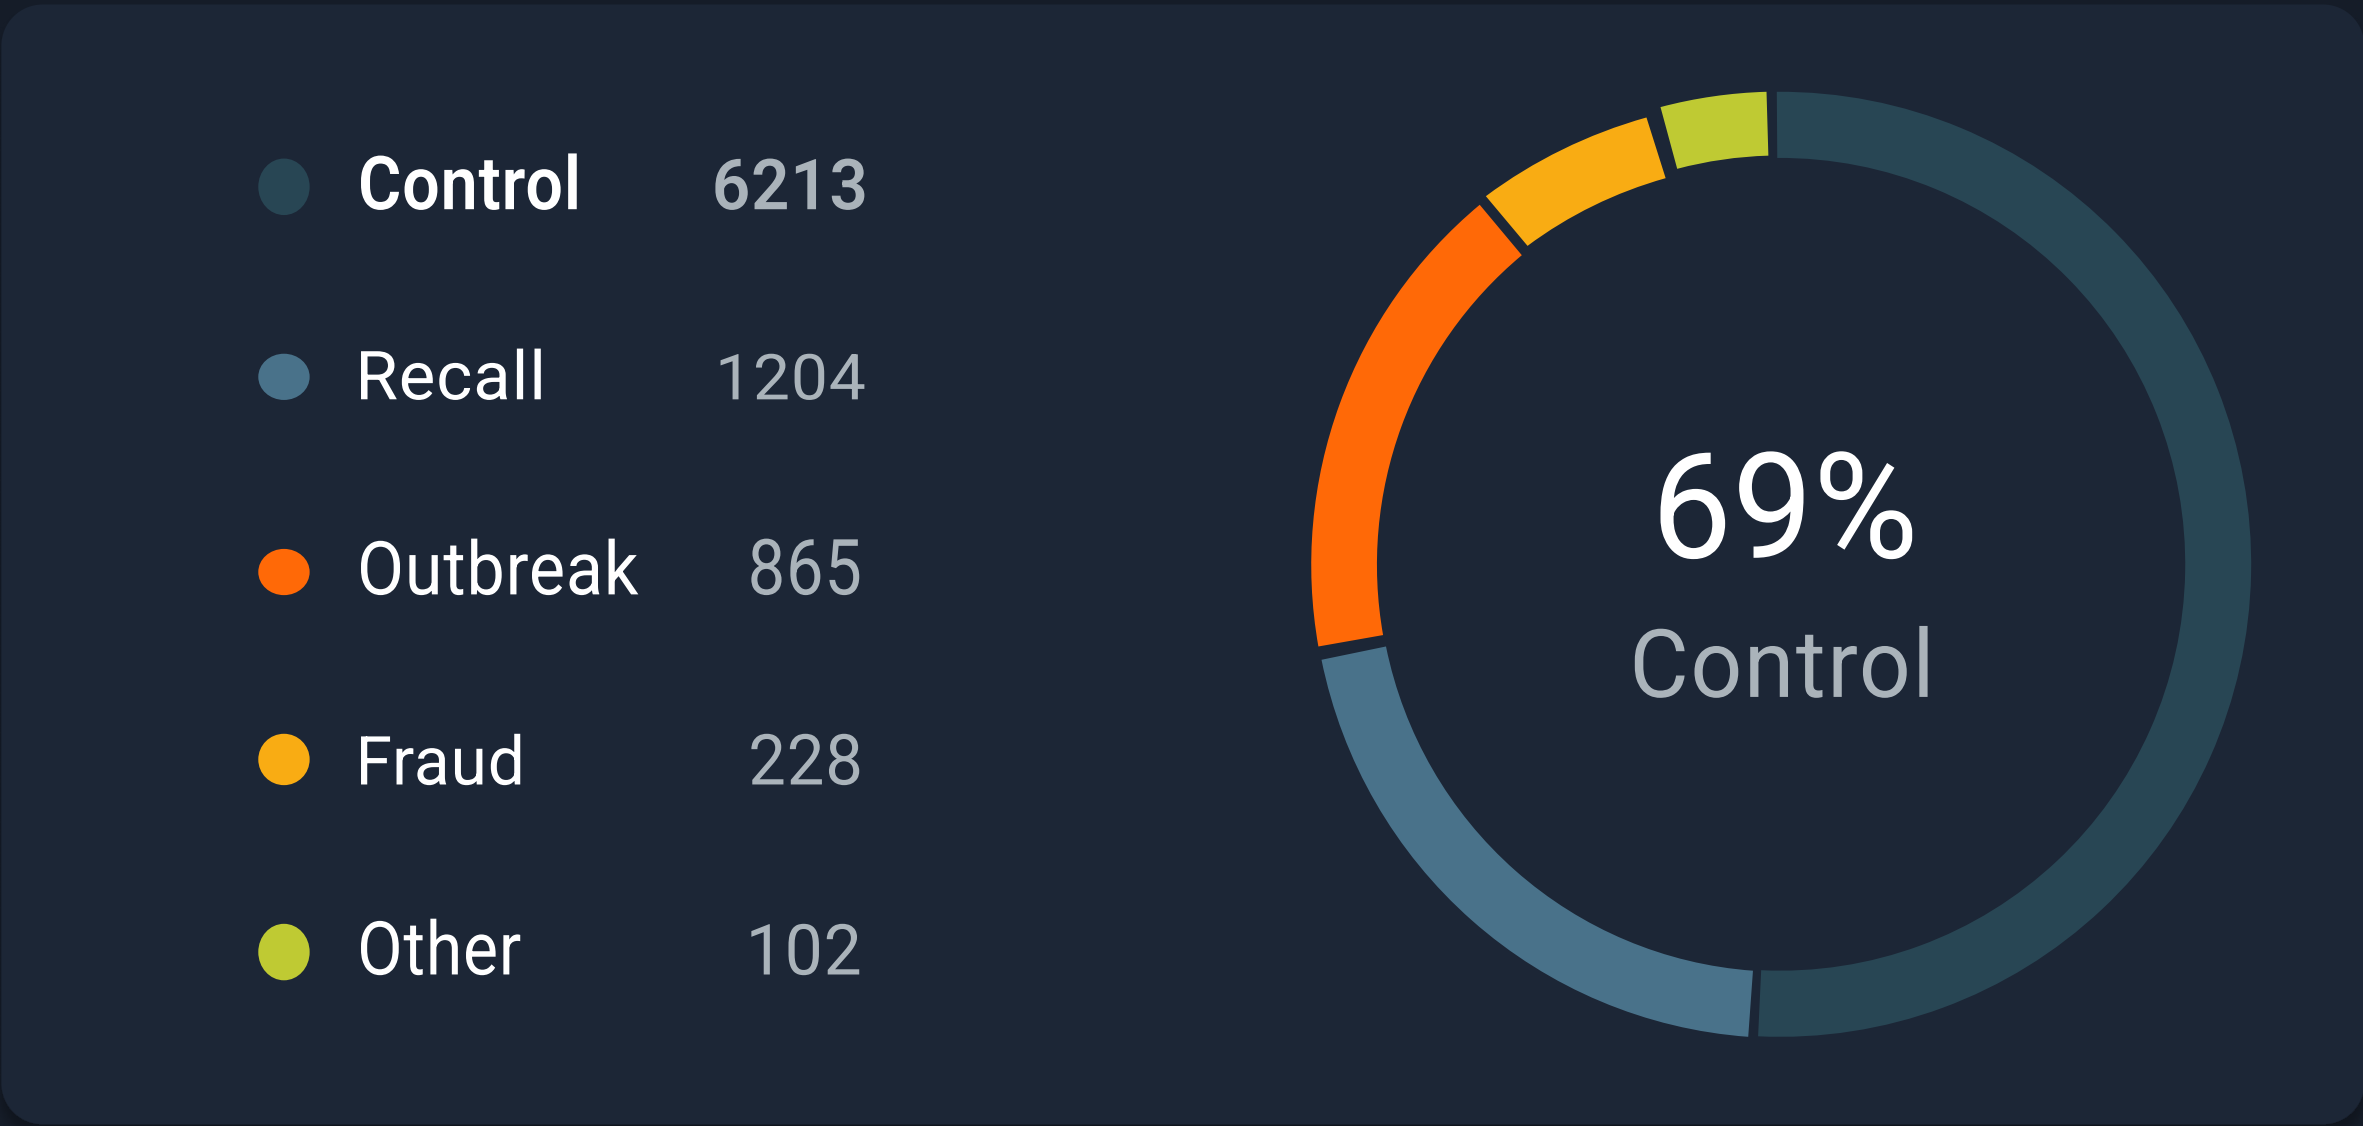 Control 6213
Recall 1204
Outbreak 865
Fraud 228
Other 102
69%
Control